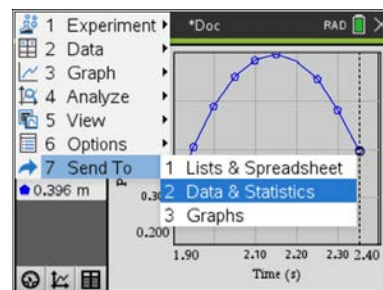 1 Experiment
*Doc
RAD
2 Data
3 Graph
4 Analyze
5 View
6 Options
7 Send To
1 Lists & Spreadsheet
2 Data & Statistics
3 Graphs
0.396 m
0.200
1.90 2.10 2.20 2.30 2.40
Time (s)